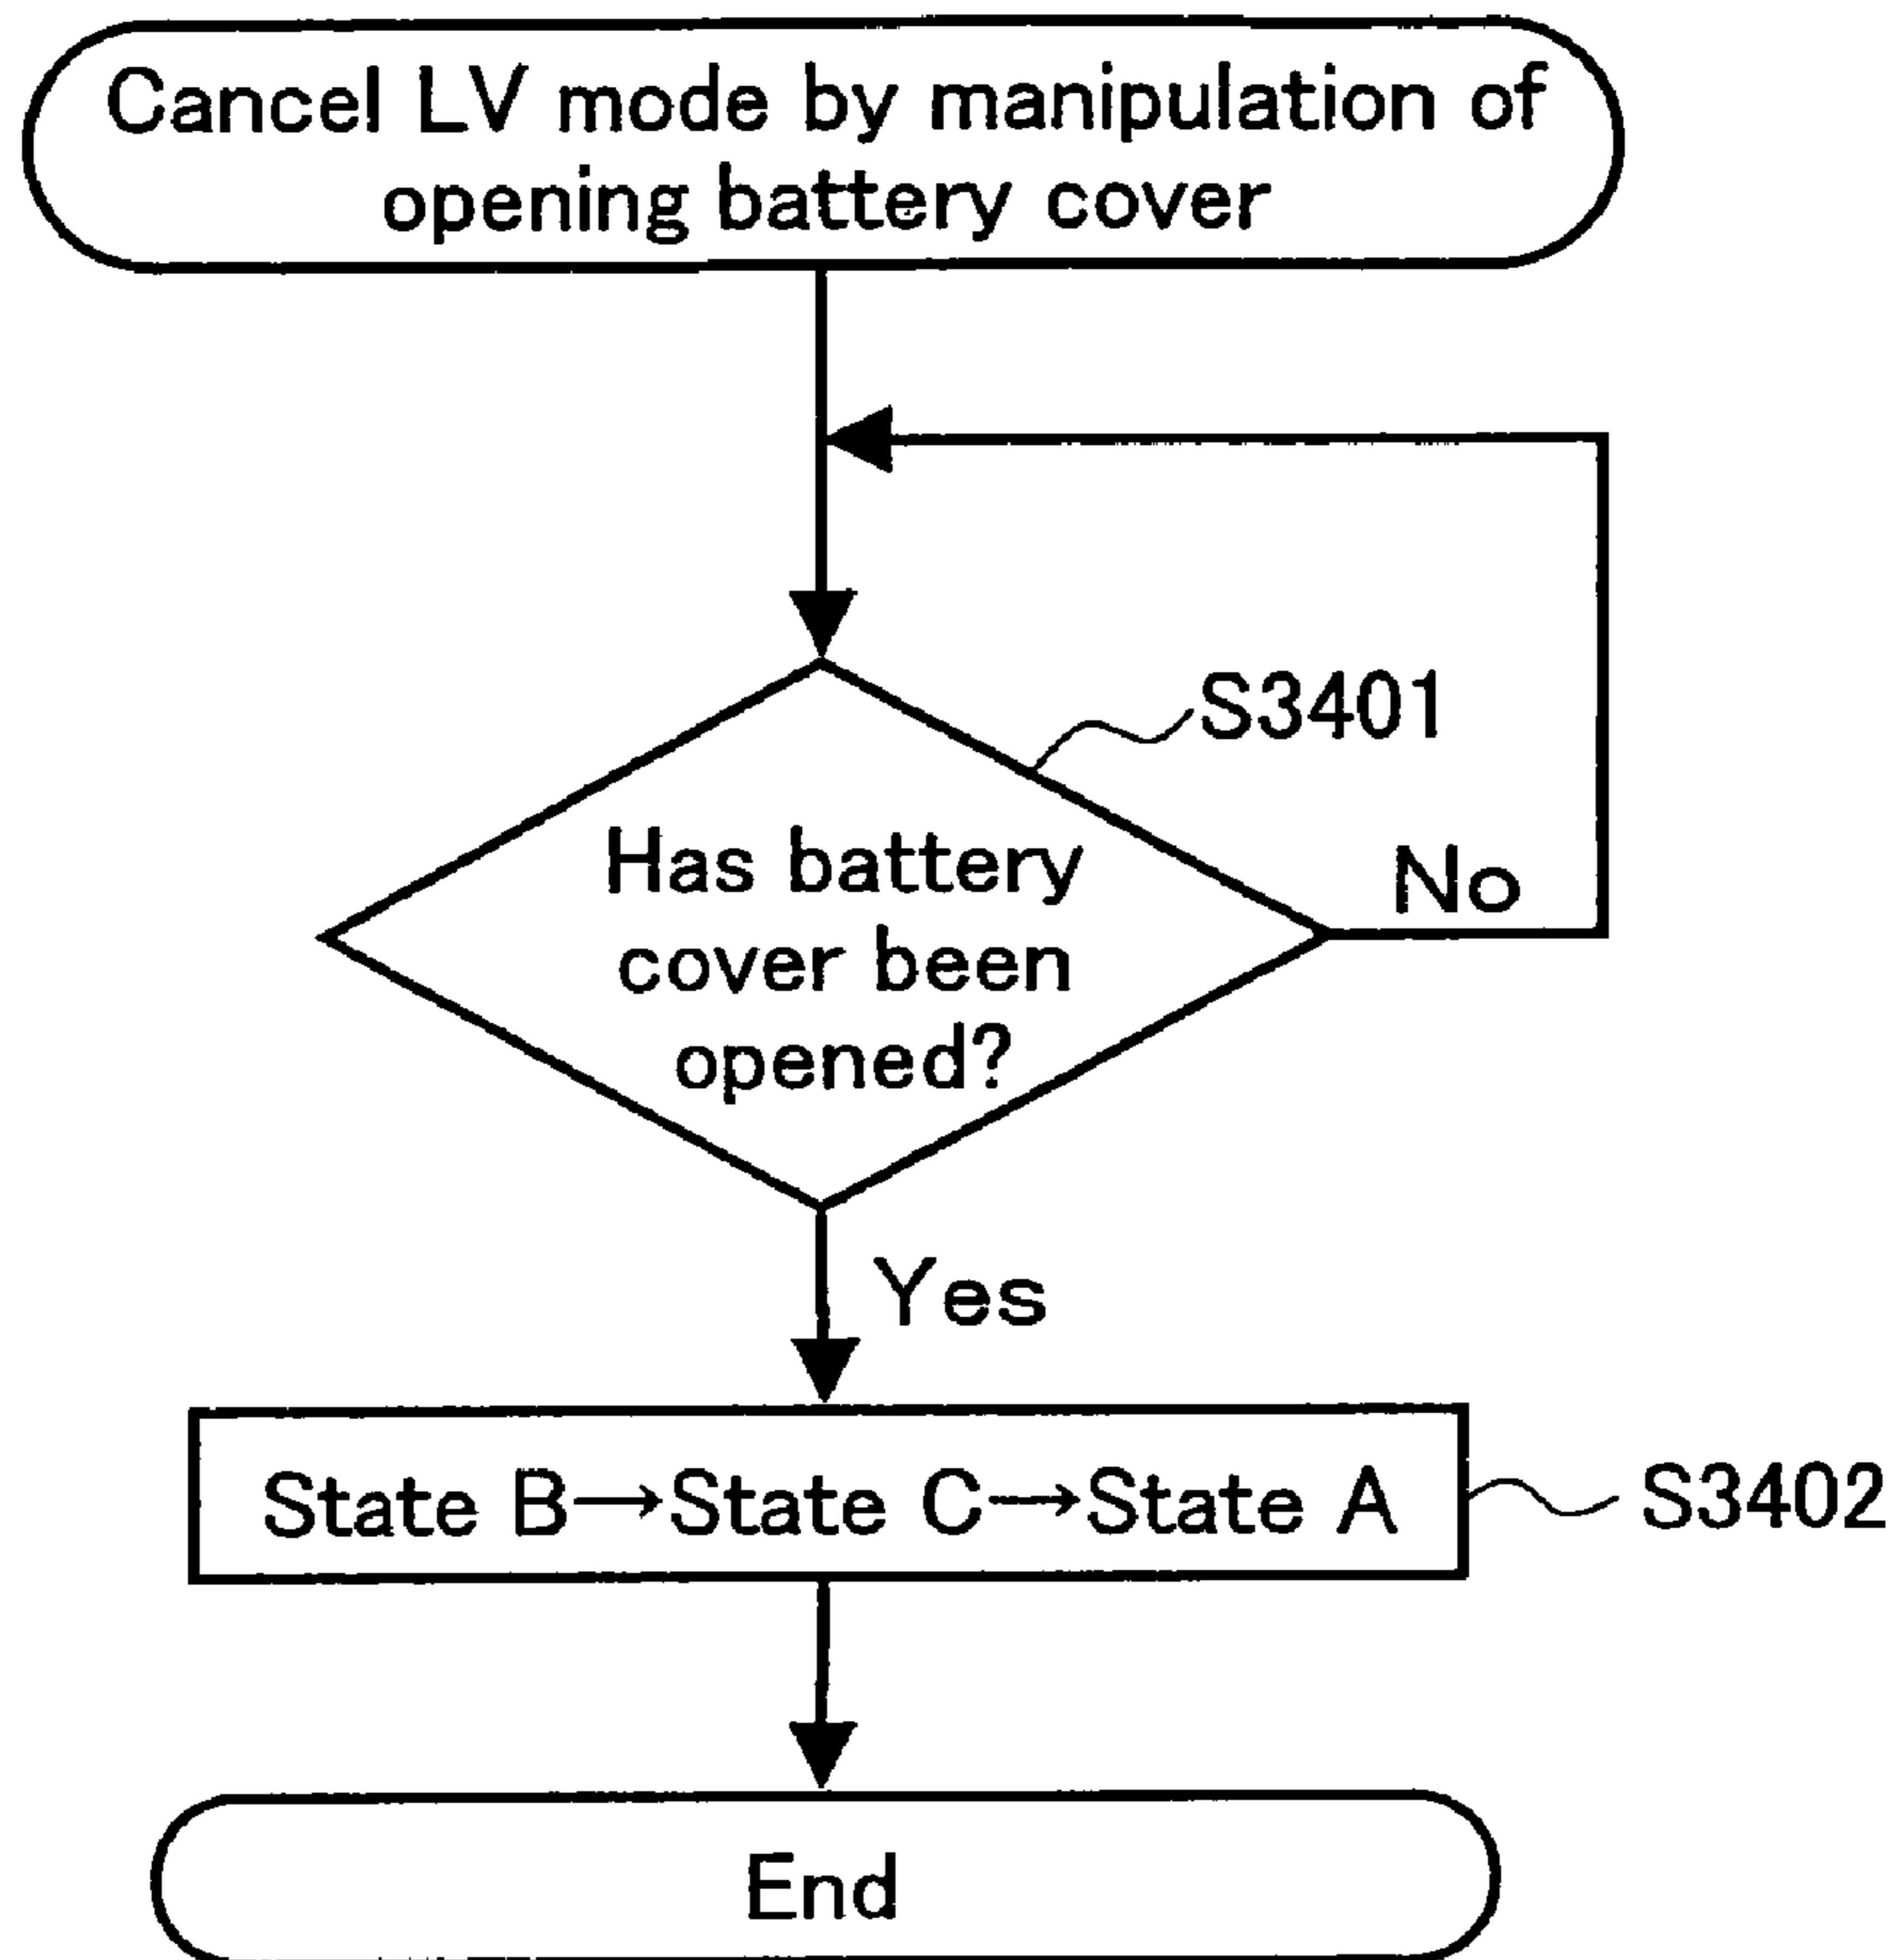 Cancel LV mode by manipulation of
opening battery cover
S3401
Has battery
cover been
opened?
No
Yes
State B→State C→State A
S3402
End